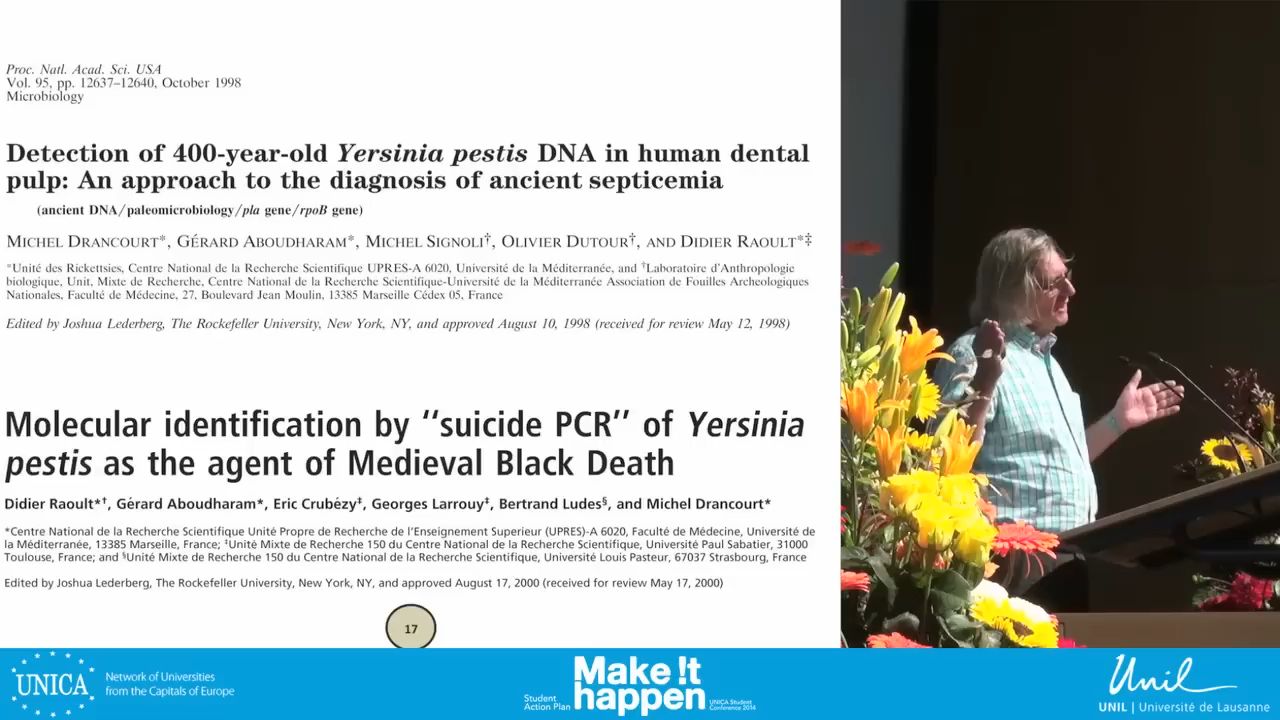 Proc. Natl. Acad. Sci. USA
Vol. 95, pp. 12637–12640, October 1998
Microbiology
Detection of 400-year-old Yersinia pestis DNA in human dental
pulp: An approach to the diagnosis of ancient septicemia
(ancient DNA/paleomicrobiology/pla gene/rpoB gene)
MICHEL DRANCOURT*, GÉRARD ABOUDHARAM*, MICHEL SIGNOLI†, OLIVIER DUTOUR†, AND DIDIER RAOULT*‡
*Unité des Rickettsies, Centre National de la Recherche Scientifique UPRES-A 6020, Université de la Méditerranée, and †Laboratoire d'Anthropologie
biologique, Unit, Mixte de Recherche, Centre National de la Recherche Scientifique-Université de la Méditerranée Association de Fouilles Archeologiques
Nationales, Faculté de Médecine, 27, Boulevard Jean Moulin, 13385 Marseille Cédex 05, France
Edited by Joshua Lederberg, The Rockefeller University, New York, NY, and approved August 10, 1998 (received for review May 12, 1998)
Molecular identification by "suicide PCR" of Yersinia
pestis as the agent of Medieval Black Death
Didier Raoult*†, Gérard Aboudharam*, Eric Crubézy‡, Georges Larrouy‡, Bertrand Ludes§, and Michel Drancourt*
*Centre National de la Recherche Scientifique Unité Propre de Recherche de l'Enseignement Superieur (UPRES)-A 6020, Faculté de Médecine, Université de
la Méditerranée, 13385 Marseille, France; ‡Unité Mixte de Recherche 150 du Centre National de la Recherche Scientifique, Université Paul Sabatier, 31000
Toulouse, France; and §Unité Mixte de Recherche 150 du Centre National de la Recherche Scientifique, Université Louis Pasteur, 67037 Strasbourg, France
Edited by Joshua Lederberg, The Rockefeller University, New York, NY, and approved August 17, 2000 (received for review May 17, 2000)
17
UNICA
Network of Universities
from the Capitals of Europe
Student
Action Plan
Make !t
happen
UNICA Student
Conference 2014
Unil
UNIL | Université de Lausanne